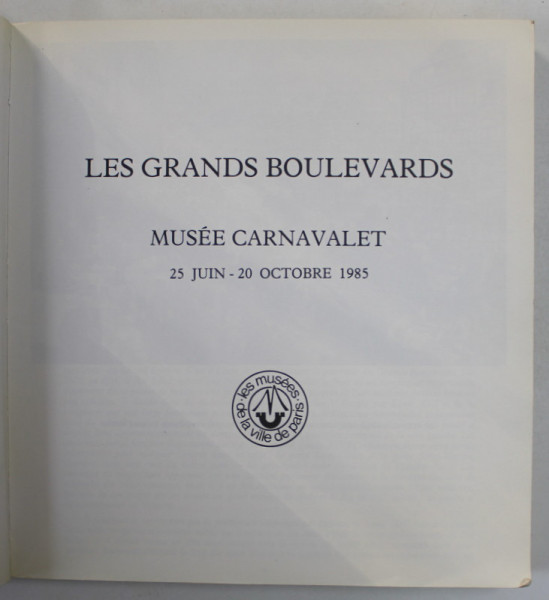 LES GRANDS BOULEVARDS
MUSÉE CARNAVALET
25 JUIN - 20 OCTOBRE 1985
· les musées ·
de la ville de paris